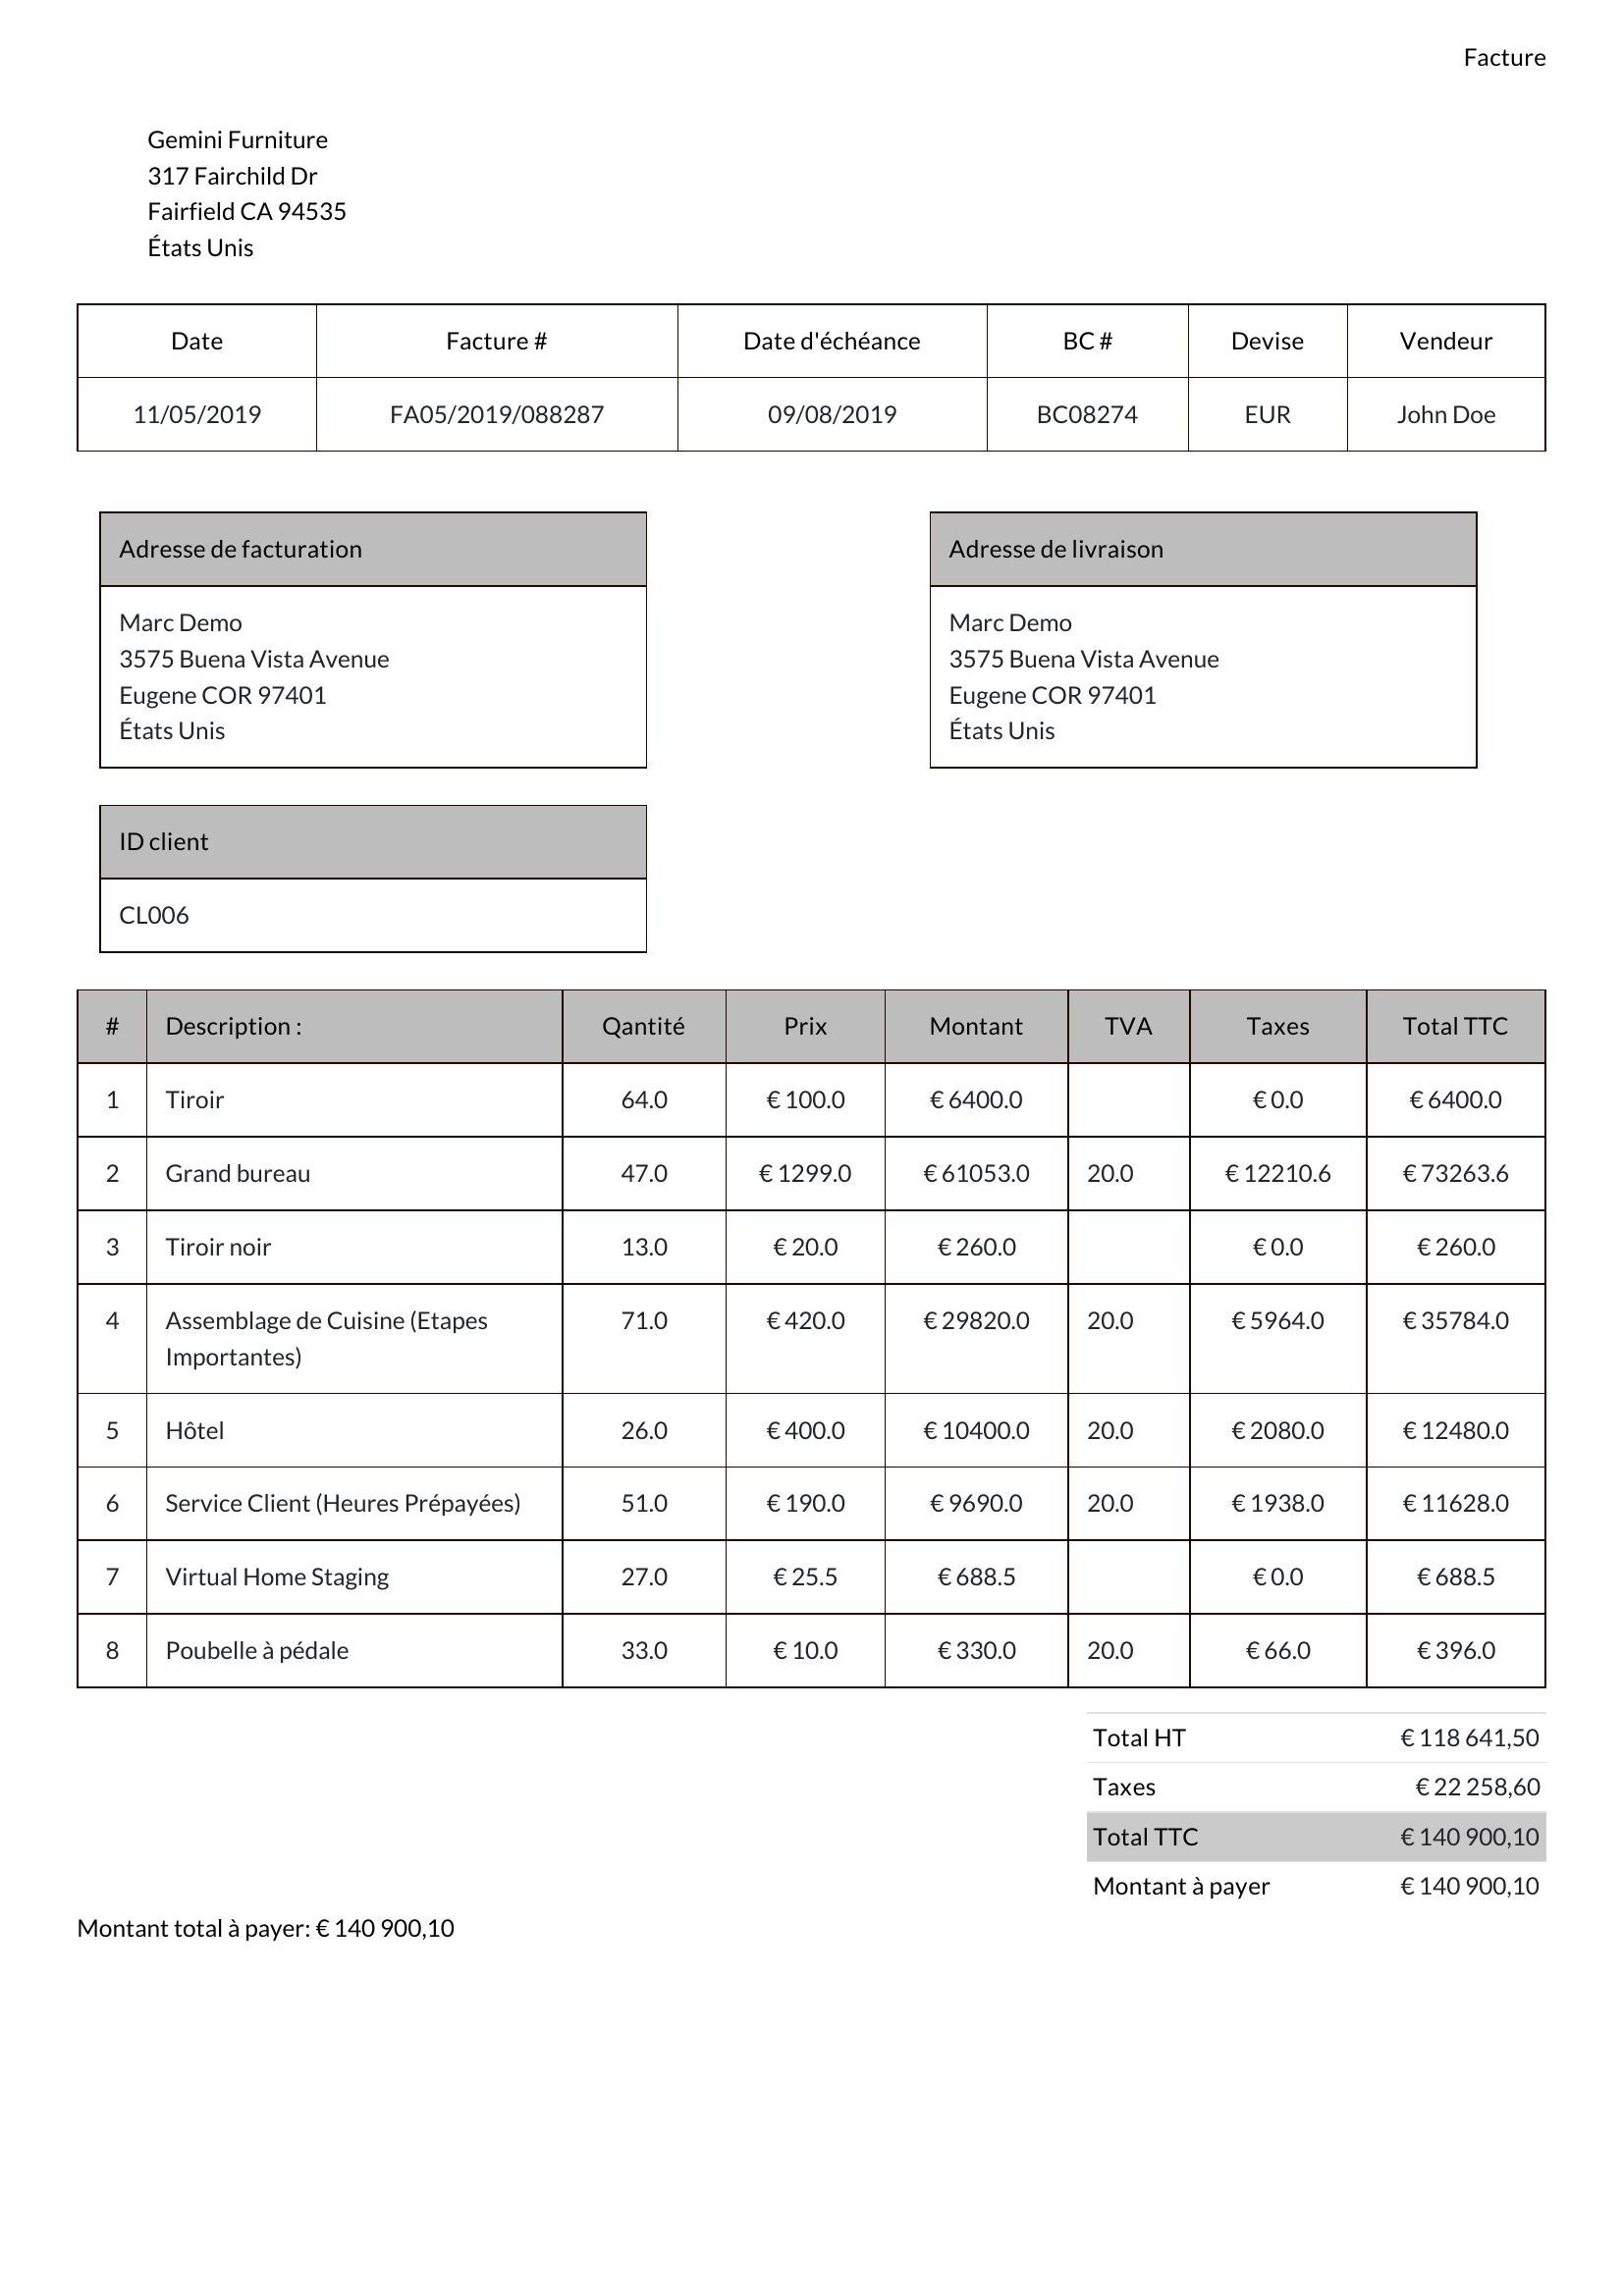 Facture
Gemini Furniture
317 Fairchild Dr
Fairfield CA 94535
États Unis
Date Facture # Date d'échéance BC # Devise Vendeur
11/05/2019 FA05/2019/088287 09/08/2019 BC08274 EUR John Doe
Adresse de facturation
Marc Demo
3575 Buena Vista Avenue
Eugene COR 97401
États Unis
Adresse de livraison
Marc Demo
3575 Buena Vista Avenue
Eugene COR 97401
États Unis
ID client
CL006
# Description : Qantité Prix Montant TVA Taxes Total TTC
1 Tiroir 64.0 € 100.0 € 6400.0 € 0.0 € 6400.0
2 Grand bureau 47.0 € 1299.0 € 61053.0 20.0 € 12210.6 € 73263.6
3 Tiroir noir 13.0 € 20.0 € 260.0 € 0.0 € 260.0
4 Assemblage de Cuisine (Etapes 71.0 € 420.0 € 29820.0 20.0 € 5964.0 € 35784.0
Importantes)
5 Hôtel 26.0 € 400.0 € 10400.0 20.0 € 2080.0 € 12480.0
6 Service Client (Heures Prépayées) 51.0 € 190.0 € 9690.0 20.0 € 1938.0 € 11628.0
7 Virtual Home Staging 27.0 € 25.5 € 688.5 € 0.0 € 688.5
8 Poubelle à pédale 33.0 € 10.0 € 330.0 20.0 € 66.0 € 396.0
Total HT € 118 641,50
Taxes € 22 258,60
Total TTC € 140 900,10
Montant à payer € 140 900,10
Montant total à payer: € 140 900,10